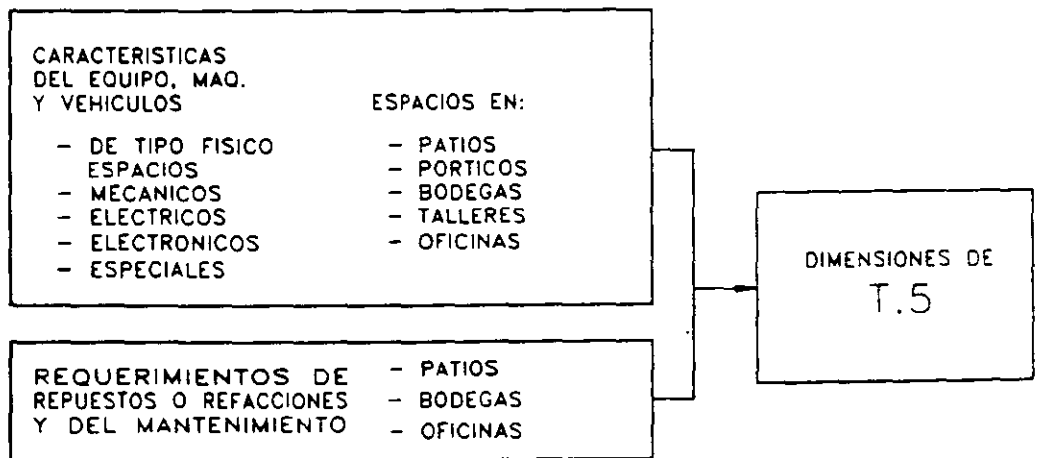 CARACTERISTICAS
DEL EQUIPO, MAQ.
Y VEHICULOS
- DE TIPO FISICO
ESPACIOS
- MECANICOS
- ELECTRICOS
- ELECTRONICOS
- ESPECIALES
ESPACIOS EN:
- PATIOS
- PORTICOS
- BODEGAS
- TALLERES
- OFICINAS
REQUERIMIENTOS DE
REPUESTOS O REFACCIONES
Y DEL MANTENIMIENTO
- PATIOS
- BODEGAS
- OFICINAS
DIMENSIONES DE
T.5